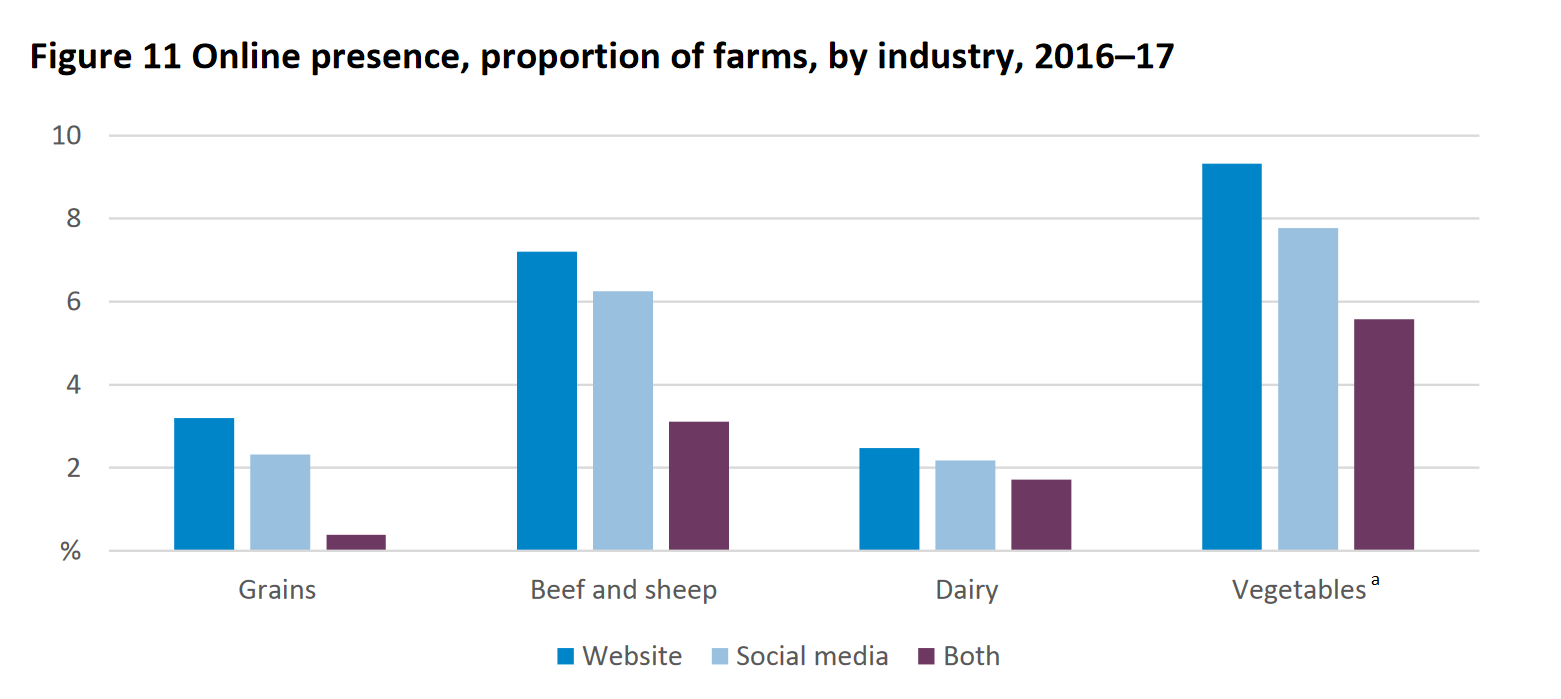 Figure 11 Online presence, proportion of farms, by industry, 2016–17
10
8
6
4
2
%
Grains Beef and sheep Dairy Vegetables a
Website Social media Both